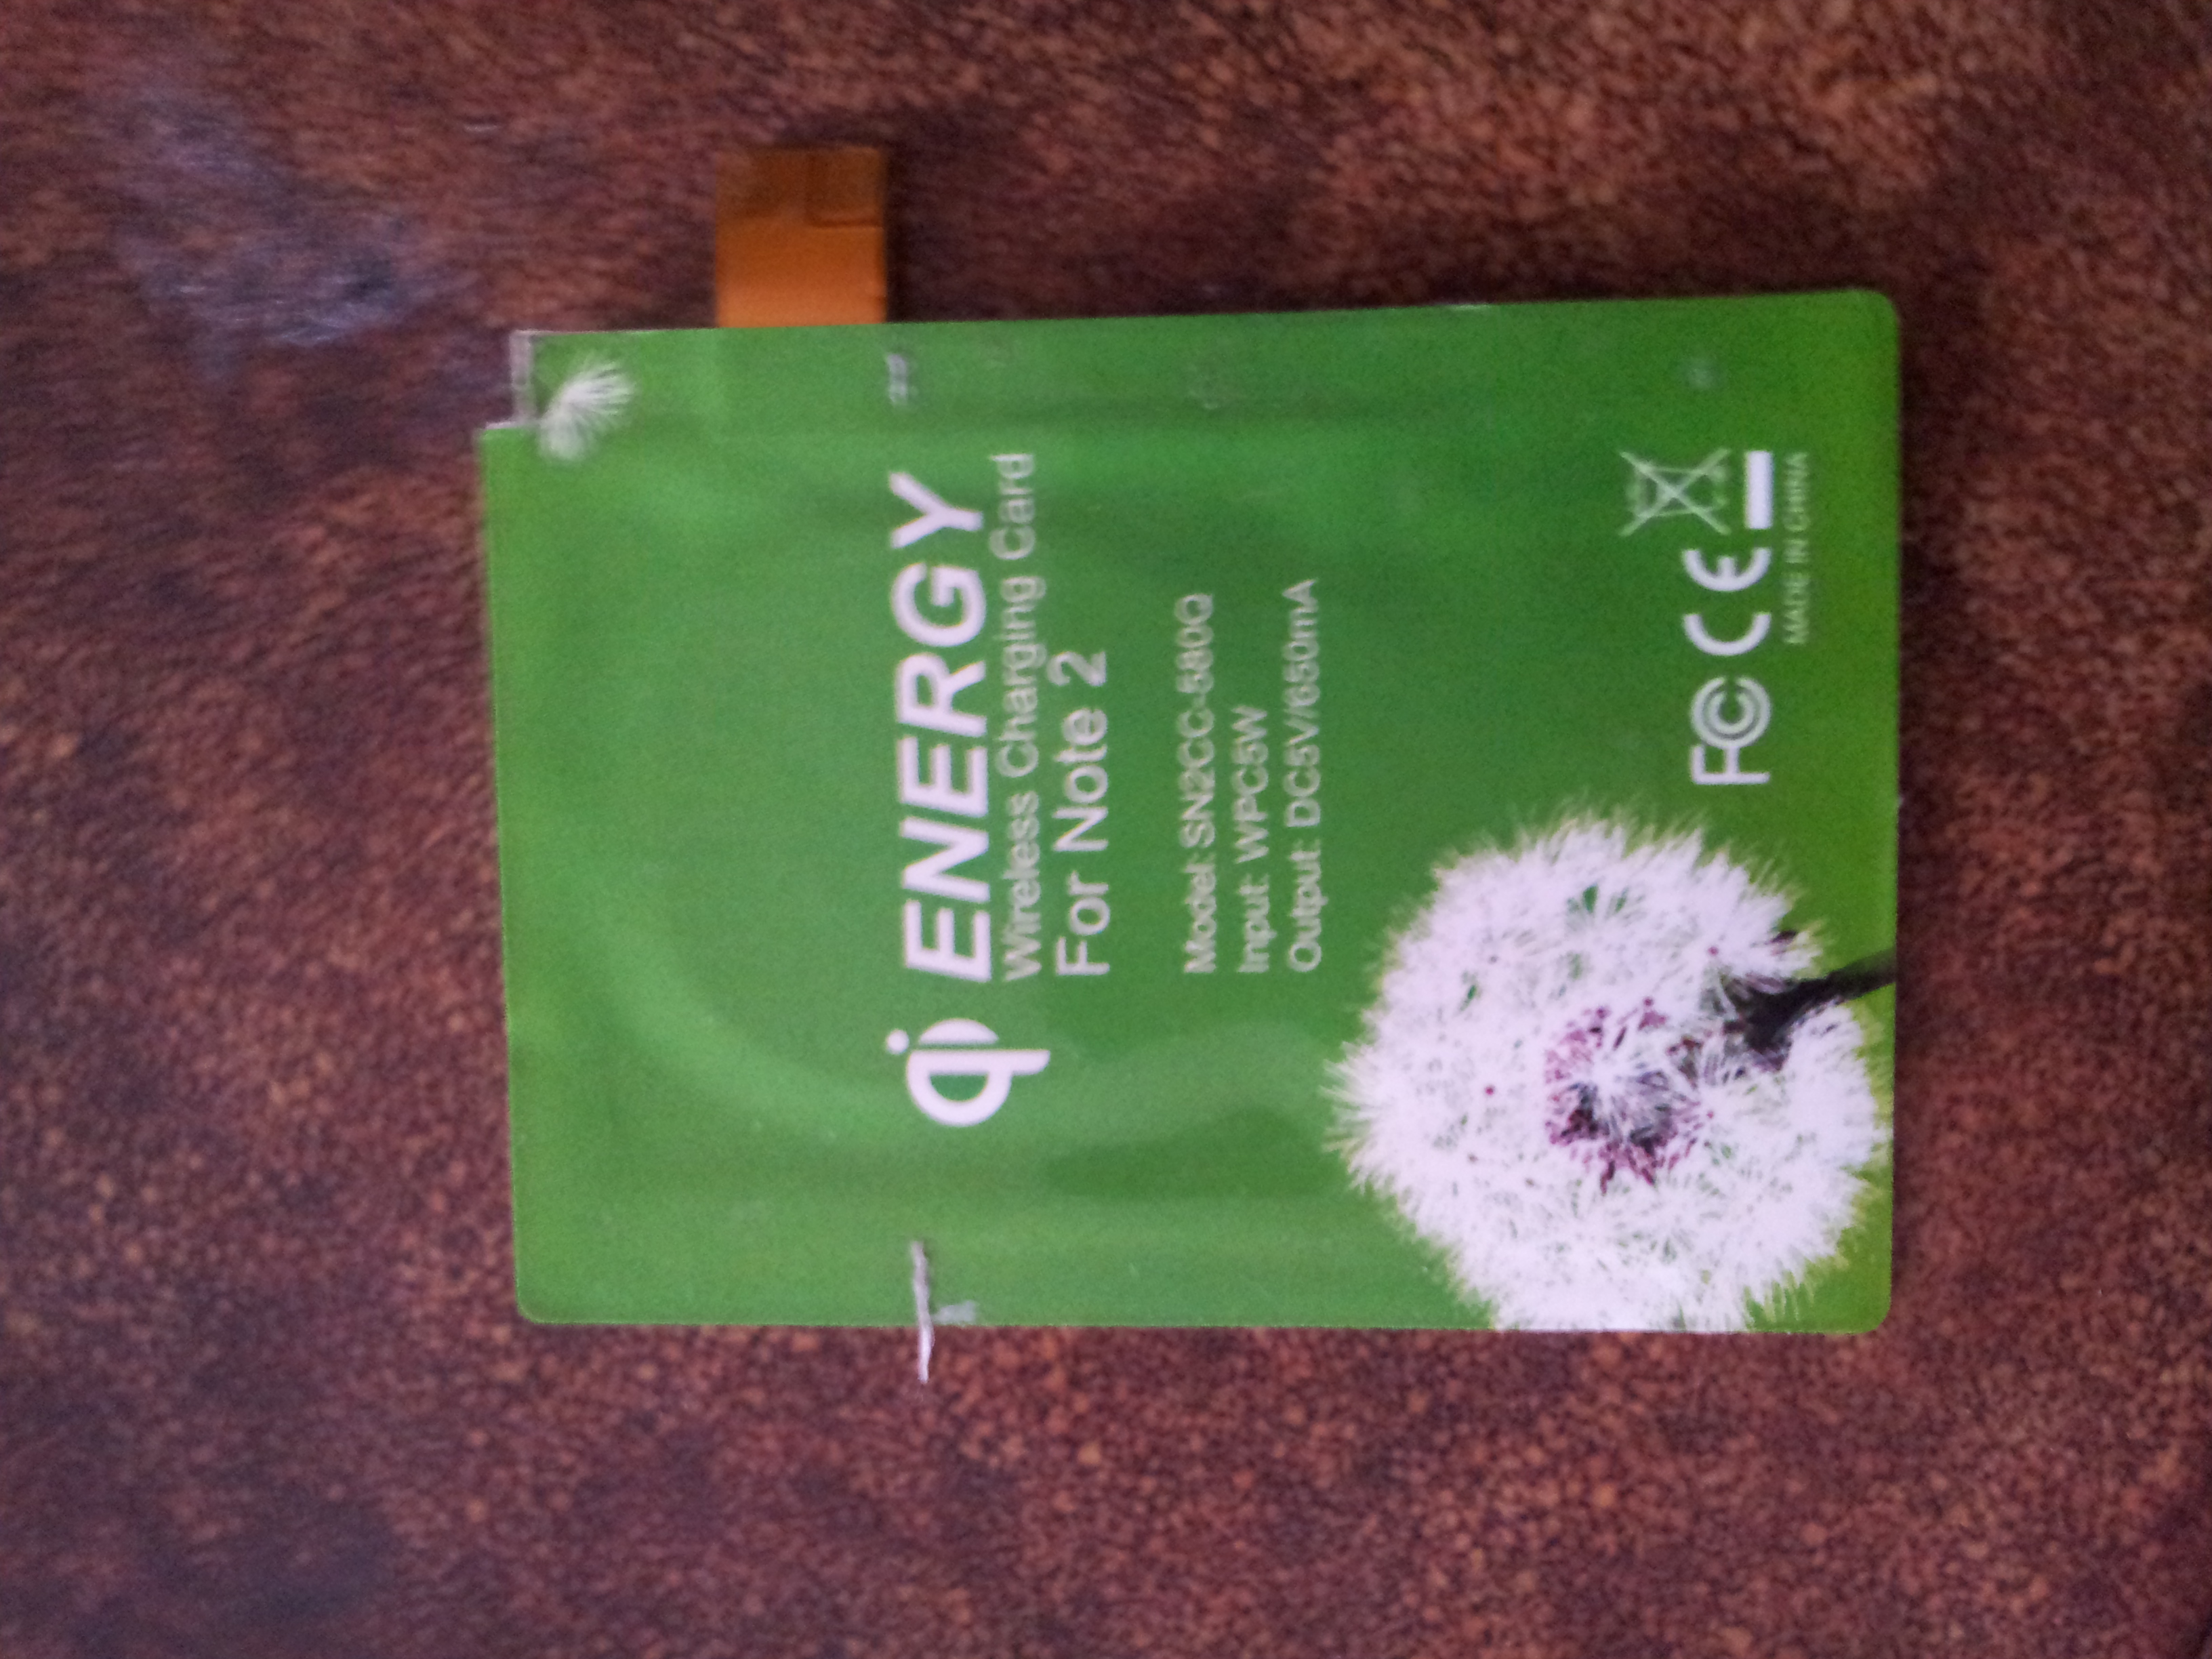 qi ENERGY
Wireless Charging Card
For Note 2
Model: SN2CC-580Q
Input: WPC5W
Output: DC5V/650mA
FC CE
MADE IN CHINA